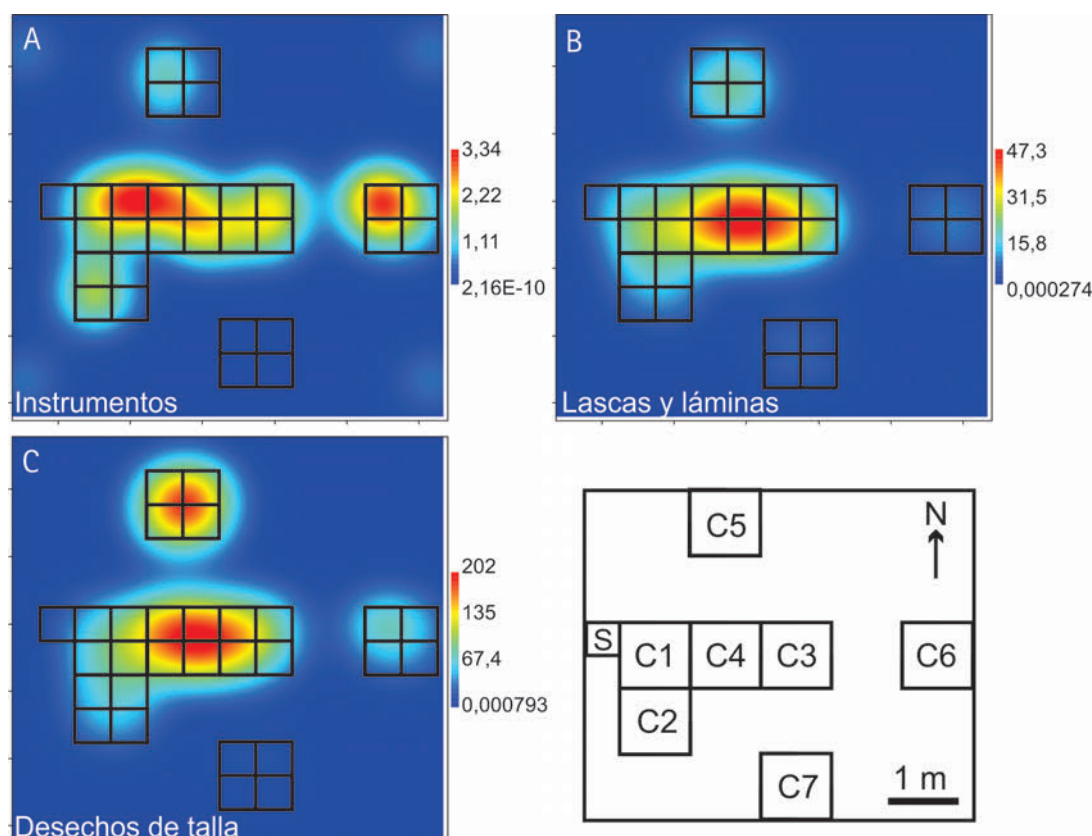 A
3,34
2,22
1,11
2,16E-10
Instrumentos
B
47,3
31,5
15,8
0,000274
Lascas y láminas
C
202
135
67,4
0,000793
Desechos de talla
C5
N
S
C1
C4
C3
C6
C2
C7
1 m